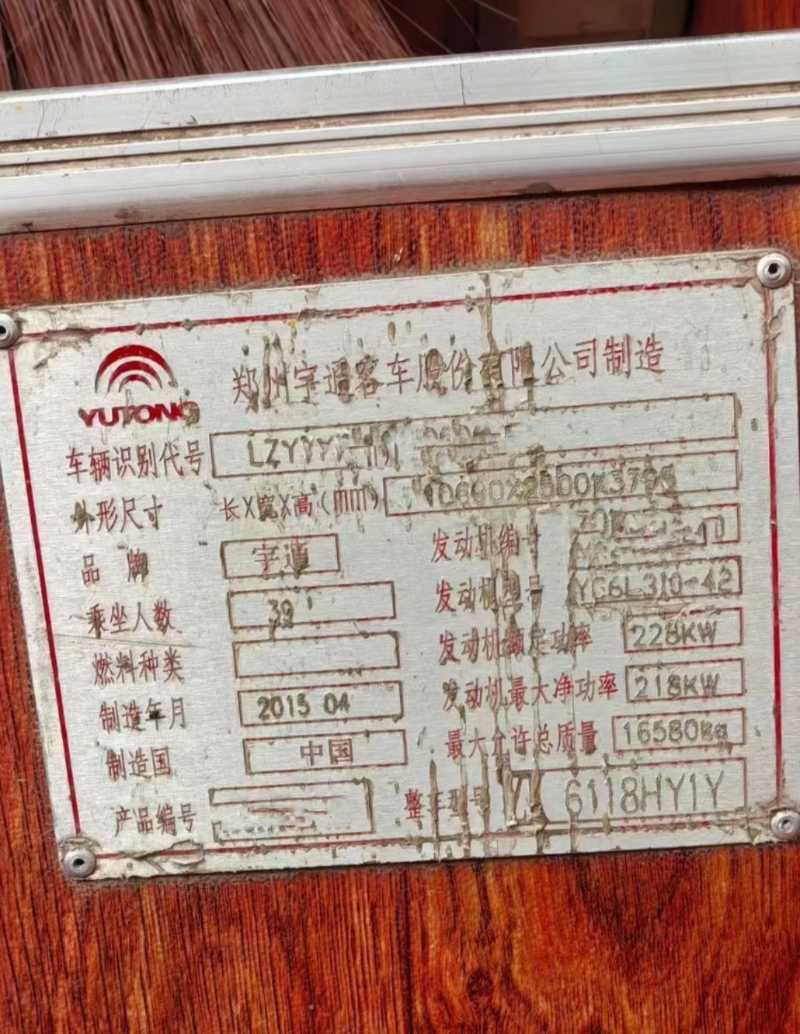 YUTONG
郑州宇通客车股份有限公司制造
车辆识别代号
外形尺寸 长X宽X高(mm)
品牌 宇通 发动机编号
乘坐人数 39 发动机型号 YC6L310-42
燃料种类 发动机额定功率 228KW
制造年月 2015 04 发动机最大净功率 218KW
制造国 中国 最大允许总质量 16580kg
产品编号 整车型号 6118HY1Y